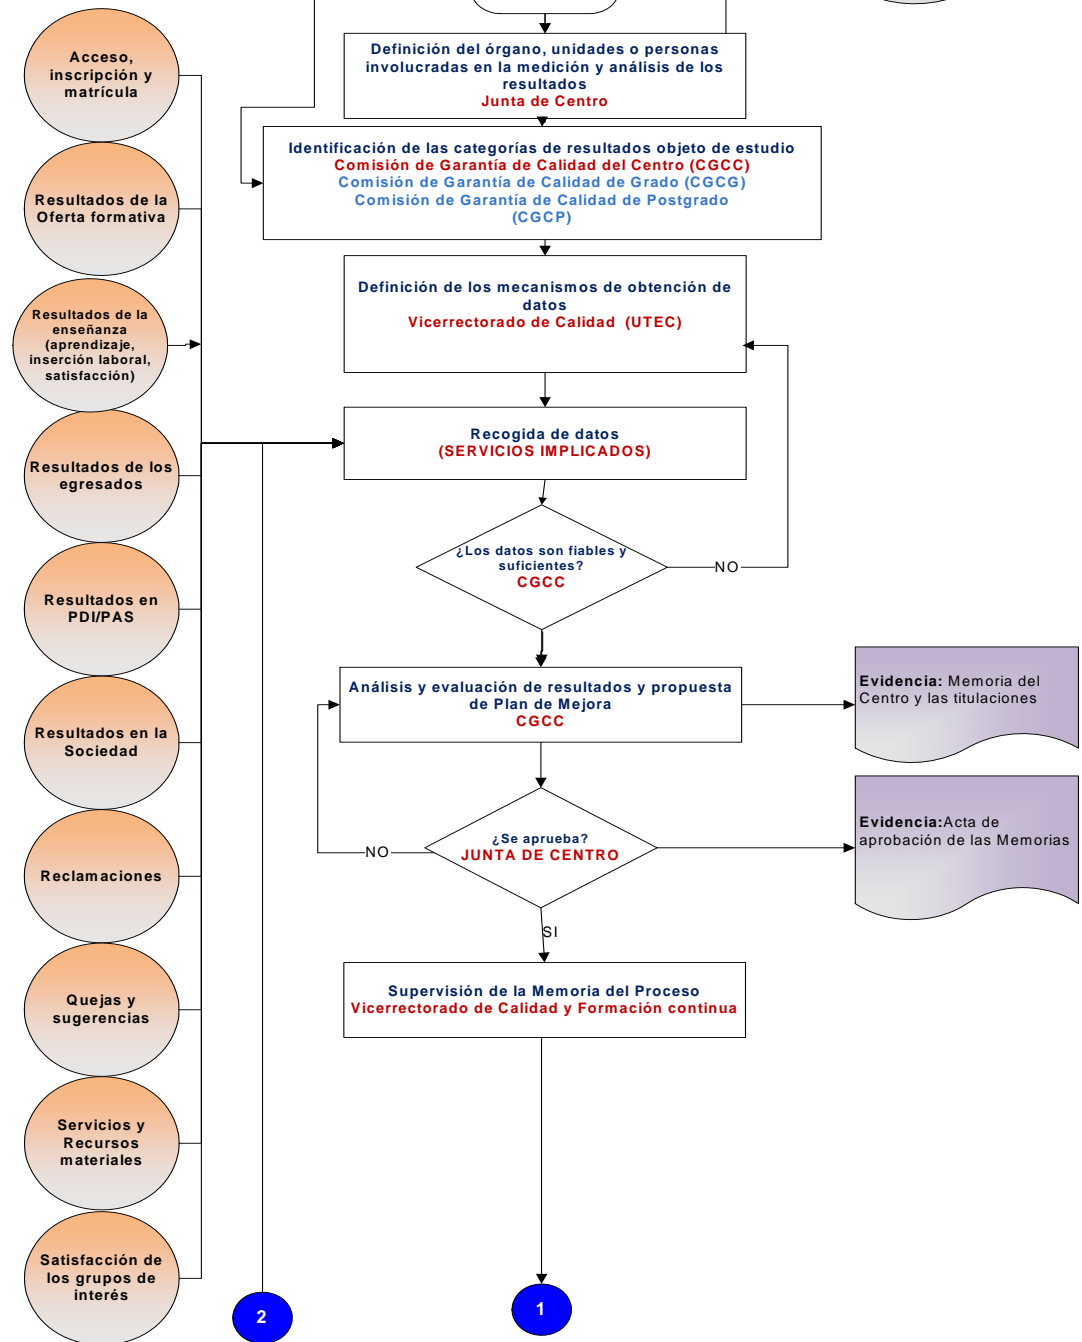 Acceso,
inscripción y
matrícula
Resultados de la
Oferta formativa
Resultados de la
enseñanza
(aprendizaje,
inserción laboral,
satisfacción)
Resultados de los
egresados
Resultados en
PDI/PAS
Resultados en la
Sociedad
Reclamaciones
Quejas y
sugerencias
Servicios y
Recursos
materiales
Satisfacción de
los grupos de
interés
Definición del órgano, unidades o personas
involucradas en la medición y análisis de los
resultados
Junta de Centro
Identificación de las categorías de resultados objeto de estudio
Comisión de Garantía de Calidad del Centro (CGCC)
Comisión de Garantía de Calidad de Grado (CGCG)
Comisión de Garantía de Calidad de Postgrado
(CGCP)
Definición de los mecanismos de obtención de
datos
Vicerrectorado de Calidad (UTEC)
Recogida de datos
(SERVICIOS IMPLICADOS)
¿Los datos son fiables y
suficientes?
CGCC
NO
Análisis y evaluación de resultados y propuesta
de Plan de Mejora
CGCC
Evidencia: Memoria del
Centro y las titulaciones
¿Se aprueba?
JUNTA DE CENTRO
NO
Evidencia:Acta de
aprobación de las Memorias
SI
Supervisión de la Memoria del Proceso
Vicerrectorado de Calidad y Formación continua
2
1